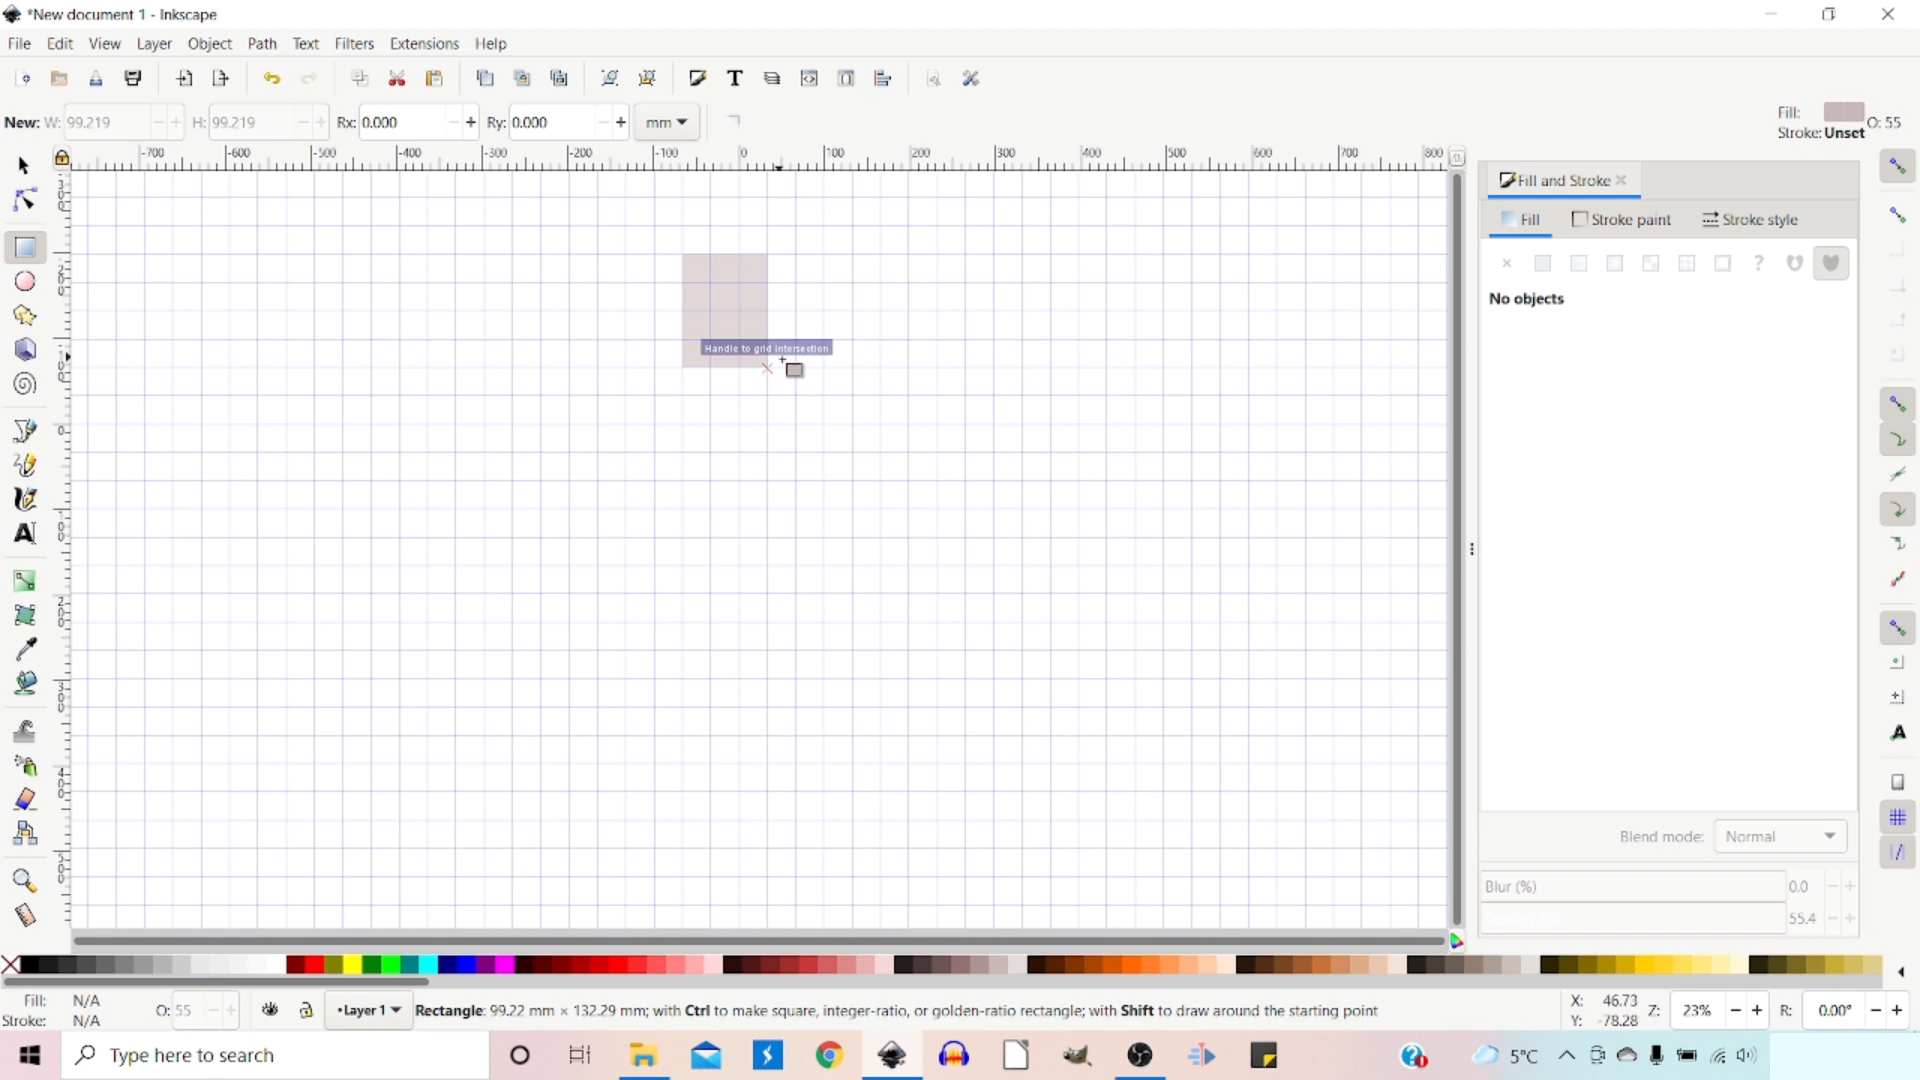 *New document 1 - Inkscape
File Edit View Layer Object Path Text Filters Extensions Help
New: W: 99.219 − + H: 99.219 − + Rx: 0.000 − + Ry: 0.000 − + mm
Fill:
Stroke: Unset O: 55
-700 -600 -500 -400 -300 -200 -100 0 100 200 300 400 500 600 700 800
Fill and Stroke
Fill Stroke paint Stroke style
No objects
Handle to grid intersection
Blend mode: Normal
Blur (%) 0.0 − +
55.4 − +
Fill: N/A
Stroke: N/A
O: 55 − +
•Layer 1
Rectangle: 99.22 mm × 132.29 mm; with Ctrl to make square, integer-ratio, or golden-ratio rectangle; with Shift to draw around the starting point
X: 46.73
Y: -78.28
Z: 23% − + R: 0.00° − +
Type here to search
5°C